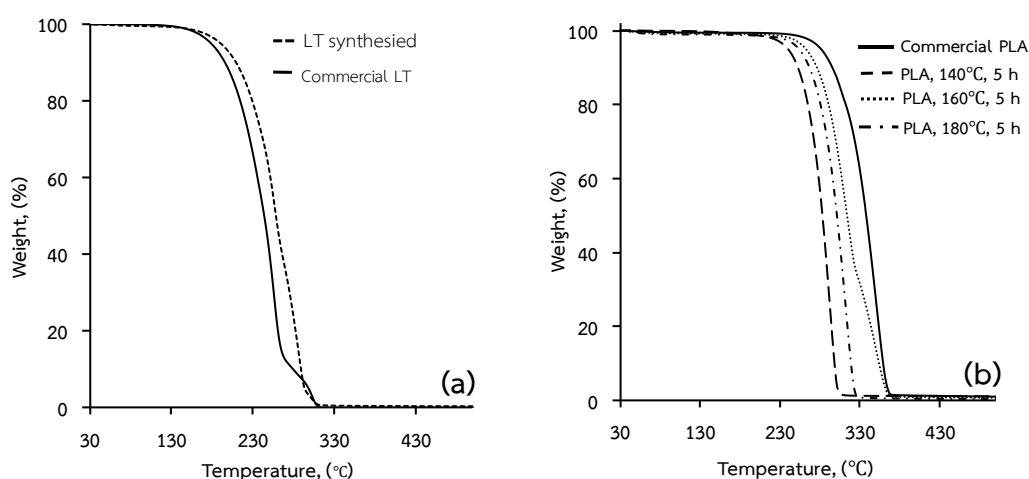 100
80
60
40
20
0
Weight, (%)
30 130 230 330 430
Temperature, (℃)
LT synthesied
Commercial LT
(a)
100
80
60
40
20
0
Weight, (%)
30 130 230 330 430
Temperature, (℃)
Commercial PLA
PLA, 140℃, 5 h
PLA, 160℃, 5 h
PLA, 180℃, 5 h
(b)